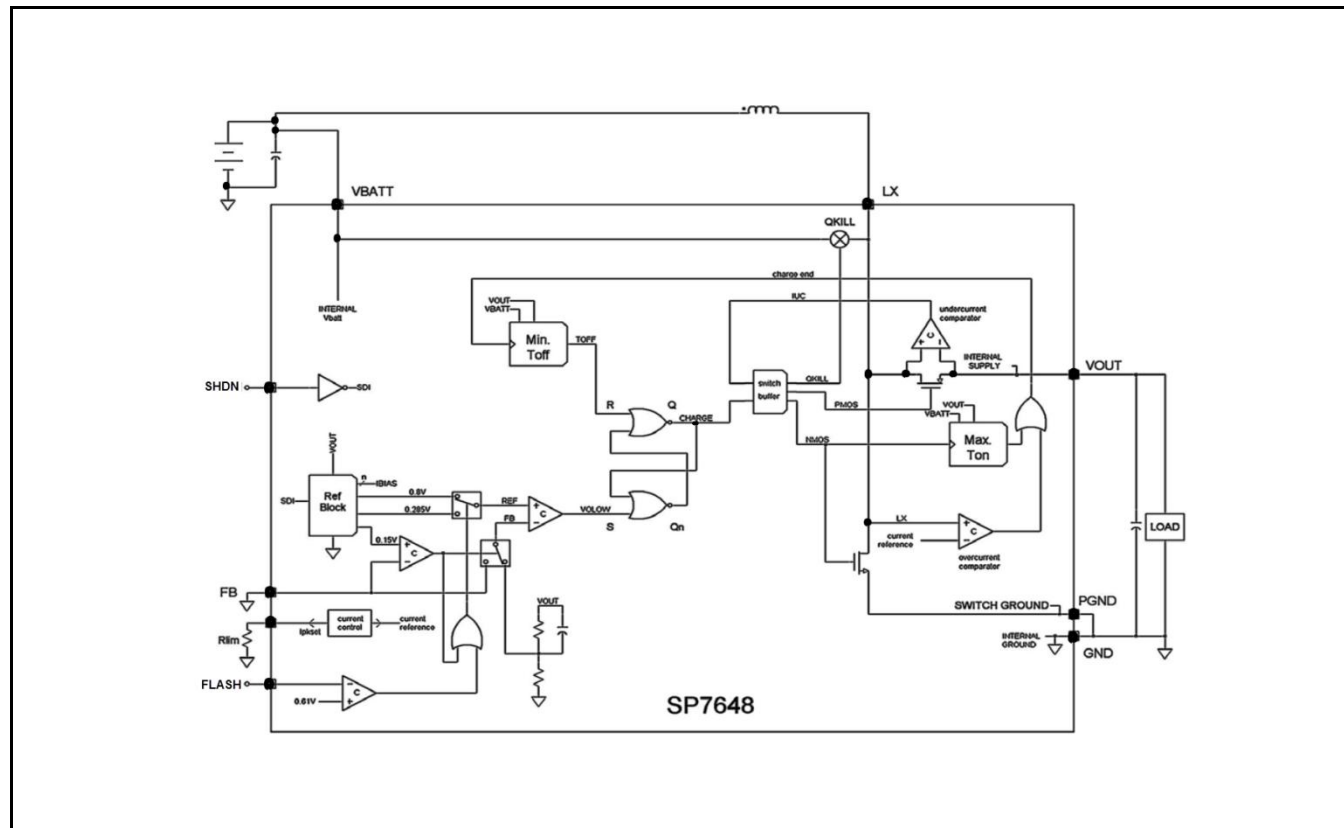 VBATT
LX
QKILL
charge end
INTERNAL
Vbatt
VOUT
VBATT
Min.
Toff
TOFF
IUC
undercurrent
comparator
C
+ -
INTERNAL
SUPPLY
VOUT
SHDN
SDI
switch
buffer
QKILL
PMOS
NMOS
VOUT
VBATT
Max.
Ton
R
Q
CHARGE
VOUT
n
IBIAS
SDI
Ref
Block
0.8V
0.285V
0.15V
REF
FB
+
-
C
VOLOW
S
Qn
+
-
C
LX
current
reference
+
-
C
overcurrent
comparator
LOAD
FB
Rlim
Ipkset
current
control
current
reference
VOUT
SWITCH GROUND
PGND
INTERNAL
GROUND
GND
FLASH
0.61V
-
+
C
SP7648